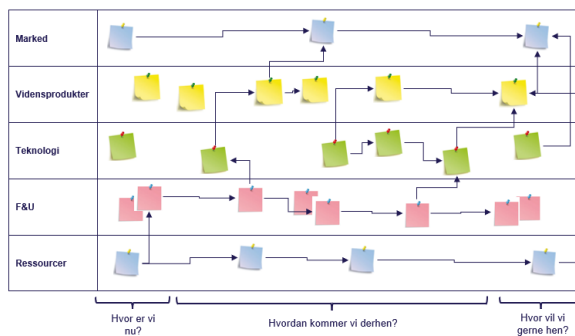 Marked
Vidensprodukter
Teknologi
F&U
Ressourcer
Hvor er vi
nu?
Hvordan kommer vi derhen?
Hvor vil vi
gerne hen?